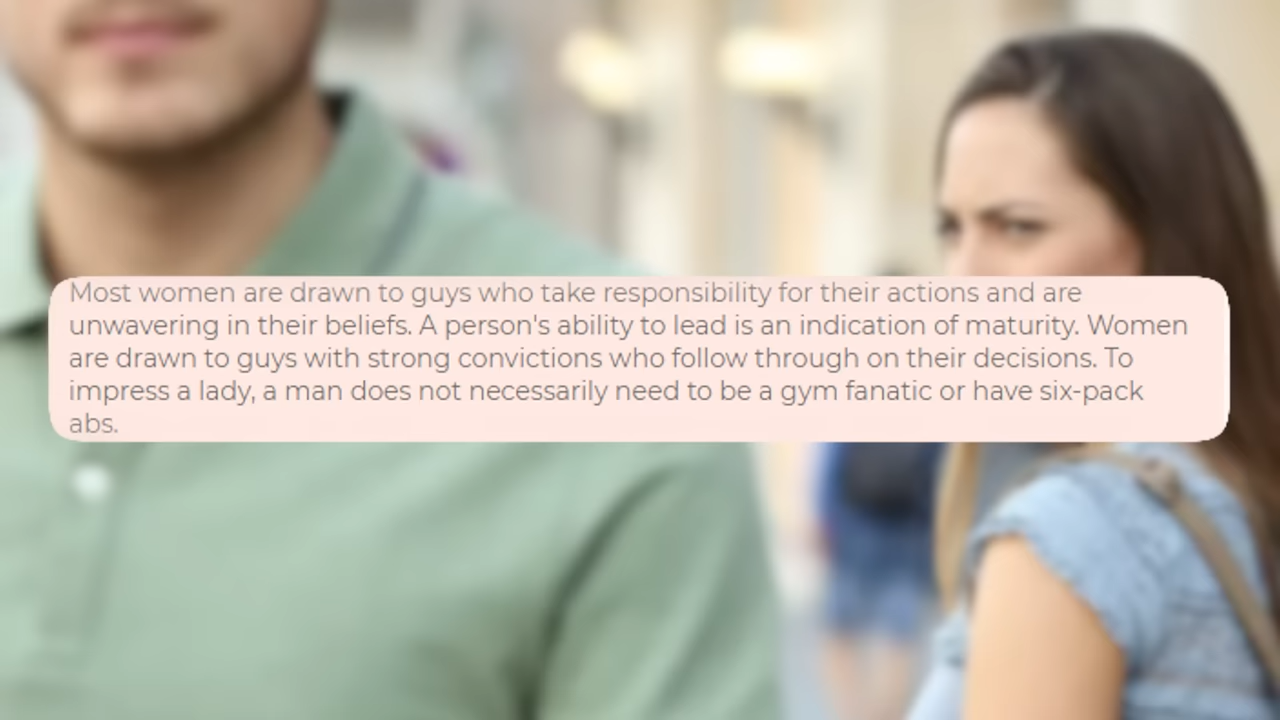 Most women are drawn to guys who take responsibility for their actions and are
unwavering in their beliefs. A person's ability to lead is an indication of maturity. Women
are drawn to guys with strong convictions who follow through on their decisions. To
impress a lady, a man does not necessarily need to be a gym fanatic or have six-pack
abs.